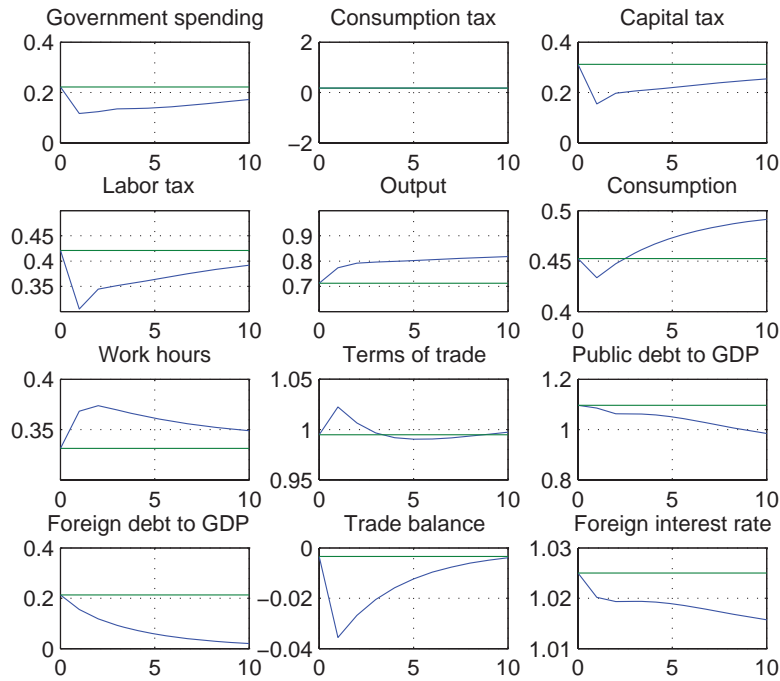 Government spending
0.4
0.2
0
0 5 10
Consumption tax
2
0
−2
0 5 10
Capital tax
0.4
0.2
0
0 5 10
Labor tax
0.45
0.4
0.35
0 5 10
Output
0.9
0.8
0.7
0 5 10
Consumption
0.5
0.45
0.4
0 5 10
Work hours
0.4
0.35
0 5 10
Terms of trade
1.05
1
0.95
0 5 10
Public debt to GDP
1.2
1
0.8
0 5 10
Foreign debt to GDP
0.4
0.2
0
0 5 10
Trade balance
0
−0.02
−0.04
0 5 10
Foreign interest rate
1.03
1.02
1.01
0 5 10